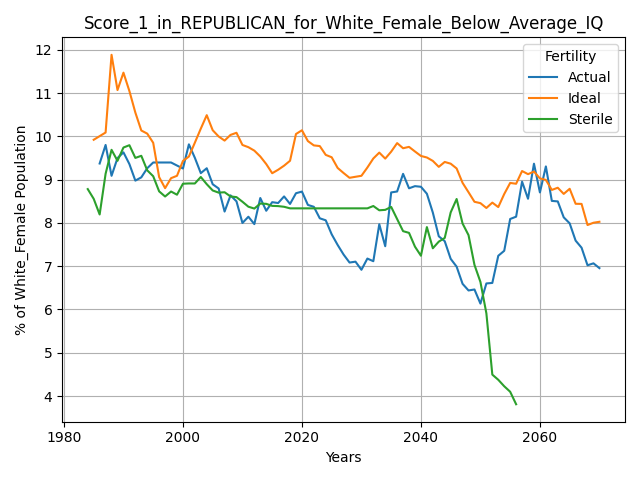 Score_1_in_REPUBLICAN_for_White_Female_Below_Average_IQ
Fertility
Actual
Ideal
Sterile
% of White_Female Population
12
11
10
9
8
7
6
5
4
1980
2000
2020
2040
2060
Years